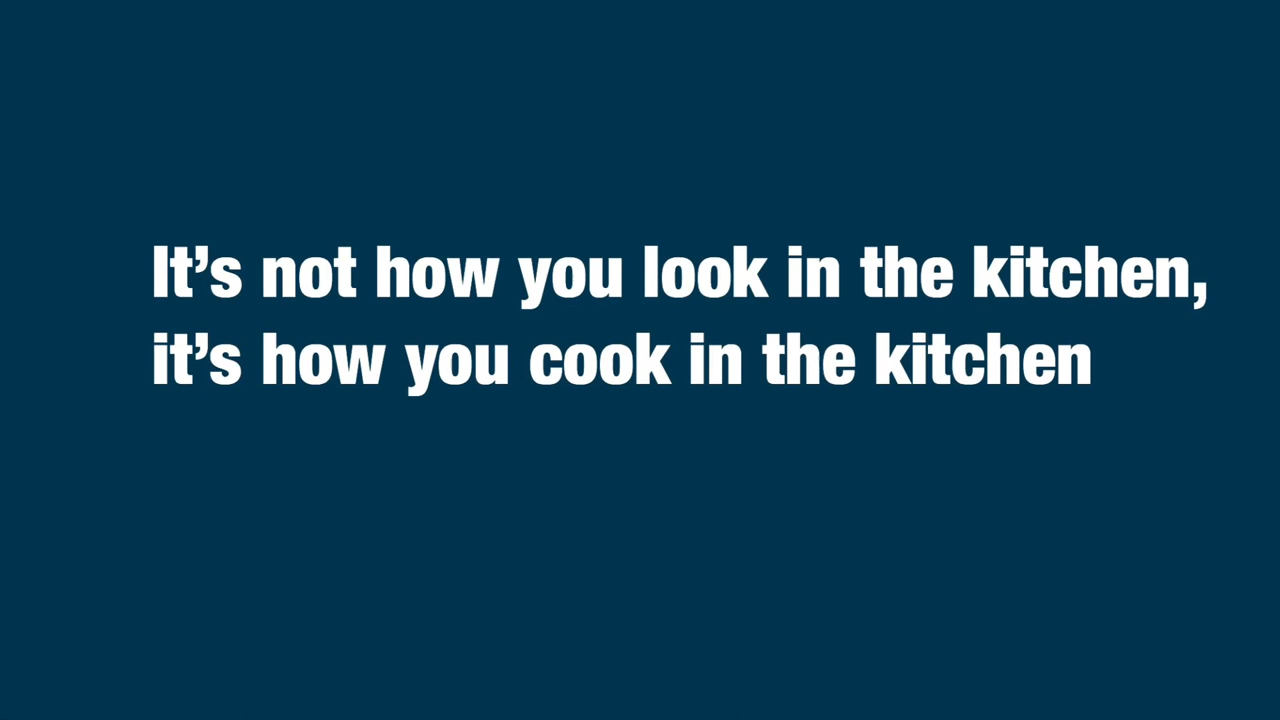 It’s not how you look in the kitchen,
it’s how you cook in the kitchen